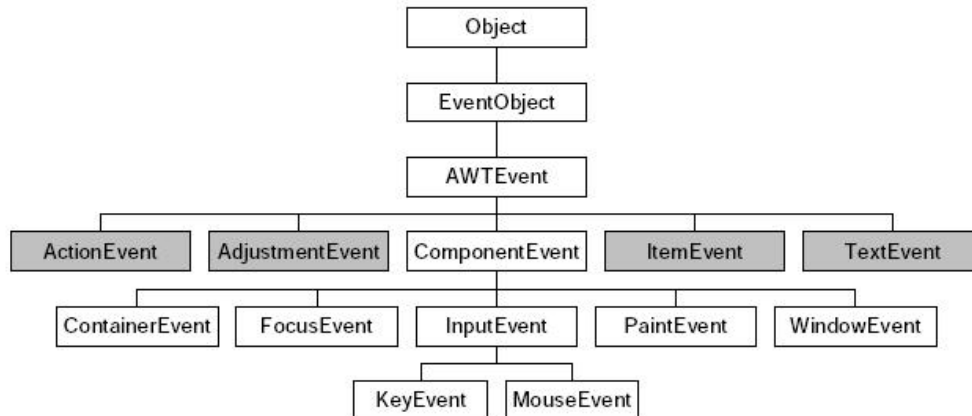 Object
EventObject
AWTEvent
ActionEvent AdjustmentEvent ComponentEvent ItemEvent TextEvent
ContainerEvent FocusEvent InputEvent PaintEvent WindowEvent
KeyEvent MouseEvent